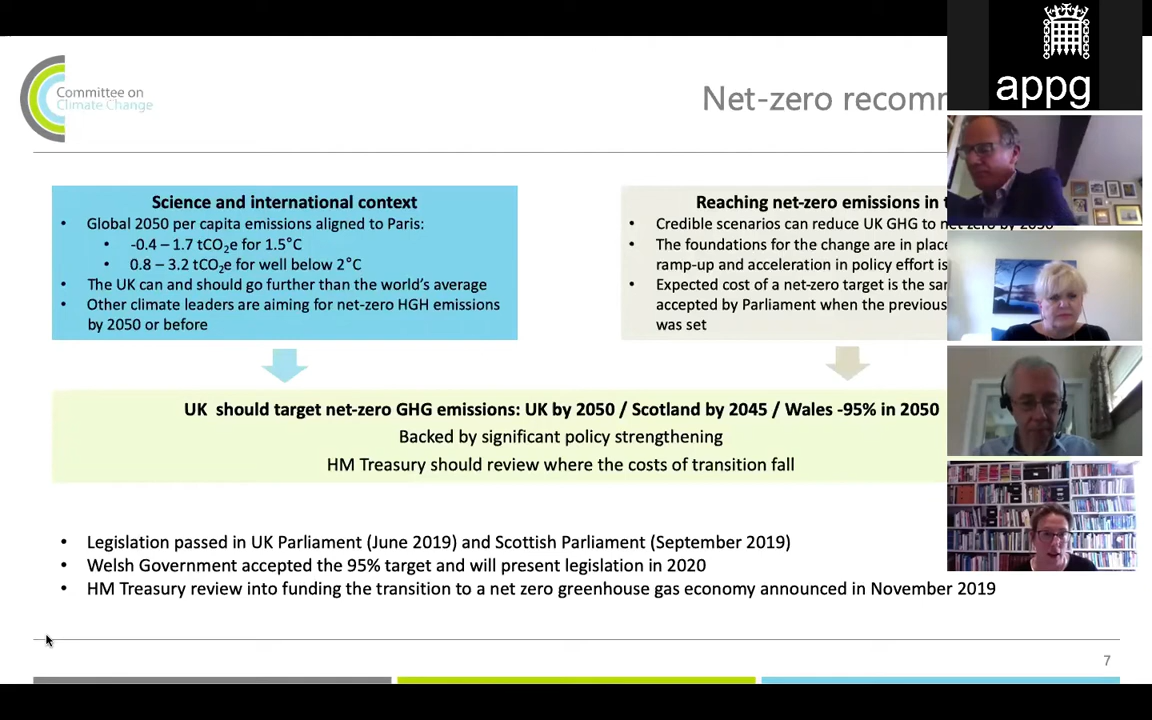 Committee on
Climate Change
Net-zero recomm
appg
Science and international context
• Global 2050 per capita emissions aligned to Paris:
• -0.4 – 1.7 tCO₂e for 1.5°C
• 0.8 – 3.2 tCO₂e for well below 2°C
• The UK can and should go further than the world's average
• Other climate leaders are aiming for net-zero HGH emissions
by 2050 or before
Reaching net-zero emissions in t
• Credible scenarios can reduce UK GHG to net zero by 2050
• The foundations for the change are in place
ramp-up and acceleration in policy effort is
• Expected cost of a net-zero target is the sa
accepted by Parliament when the previous
was set
UK should target net-zero GHG emissions: UK by 2050 / Scotland by 2045 / Wales -95% in 2050
Backed by significant policy strengthening
HM Treasury should review where the costs of transition fall
• Legislation passed in UK Parliament (June 2019) and Scottish Parliament (September 2019)
• Welsh Government accepted the 95% target and will present legislation in 2020
• HM Treasury review into funding the transition to a net zero greenhouse gas economy announced in November 2019
7